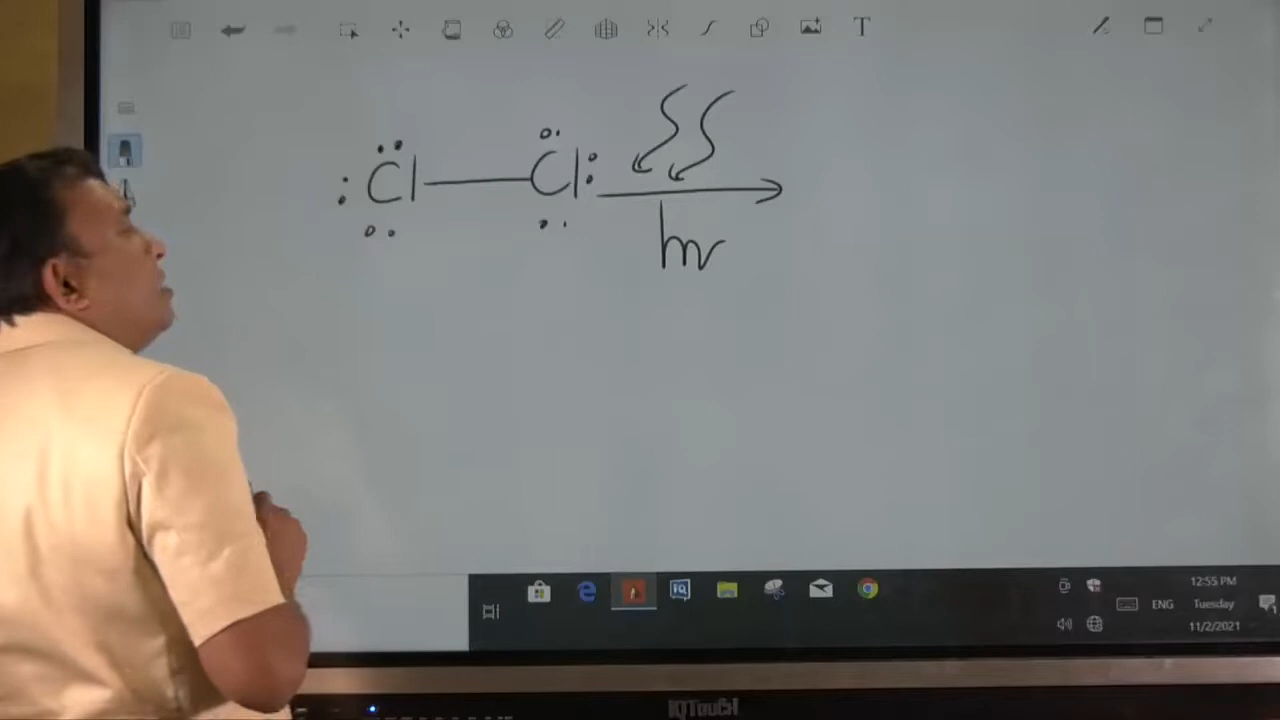 T
:Cl — Cl: →
hν
12:55 PM
ENG
Tuesday
11/2/2021
IQTouch